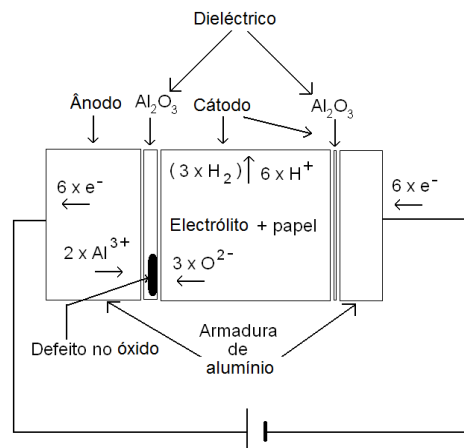 Dieléctrico
Ânodo
Al₂O₃
Cátodo
Al₂O₃
(3 x H₂)
6 x H⁺
6 x e⁻
6 x e⁻
Electrólito + papel
2 x Al³⁺
3 x O²⁻
Defeito no óxido
Armadura
de
alumínio